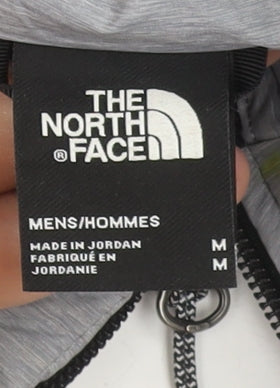 THE
NORTH
®FACE
MENS/HOMMES
MADE IN JORDAN M
FABRIQUÉ EN M
JORDANIE